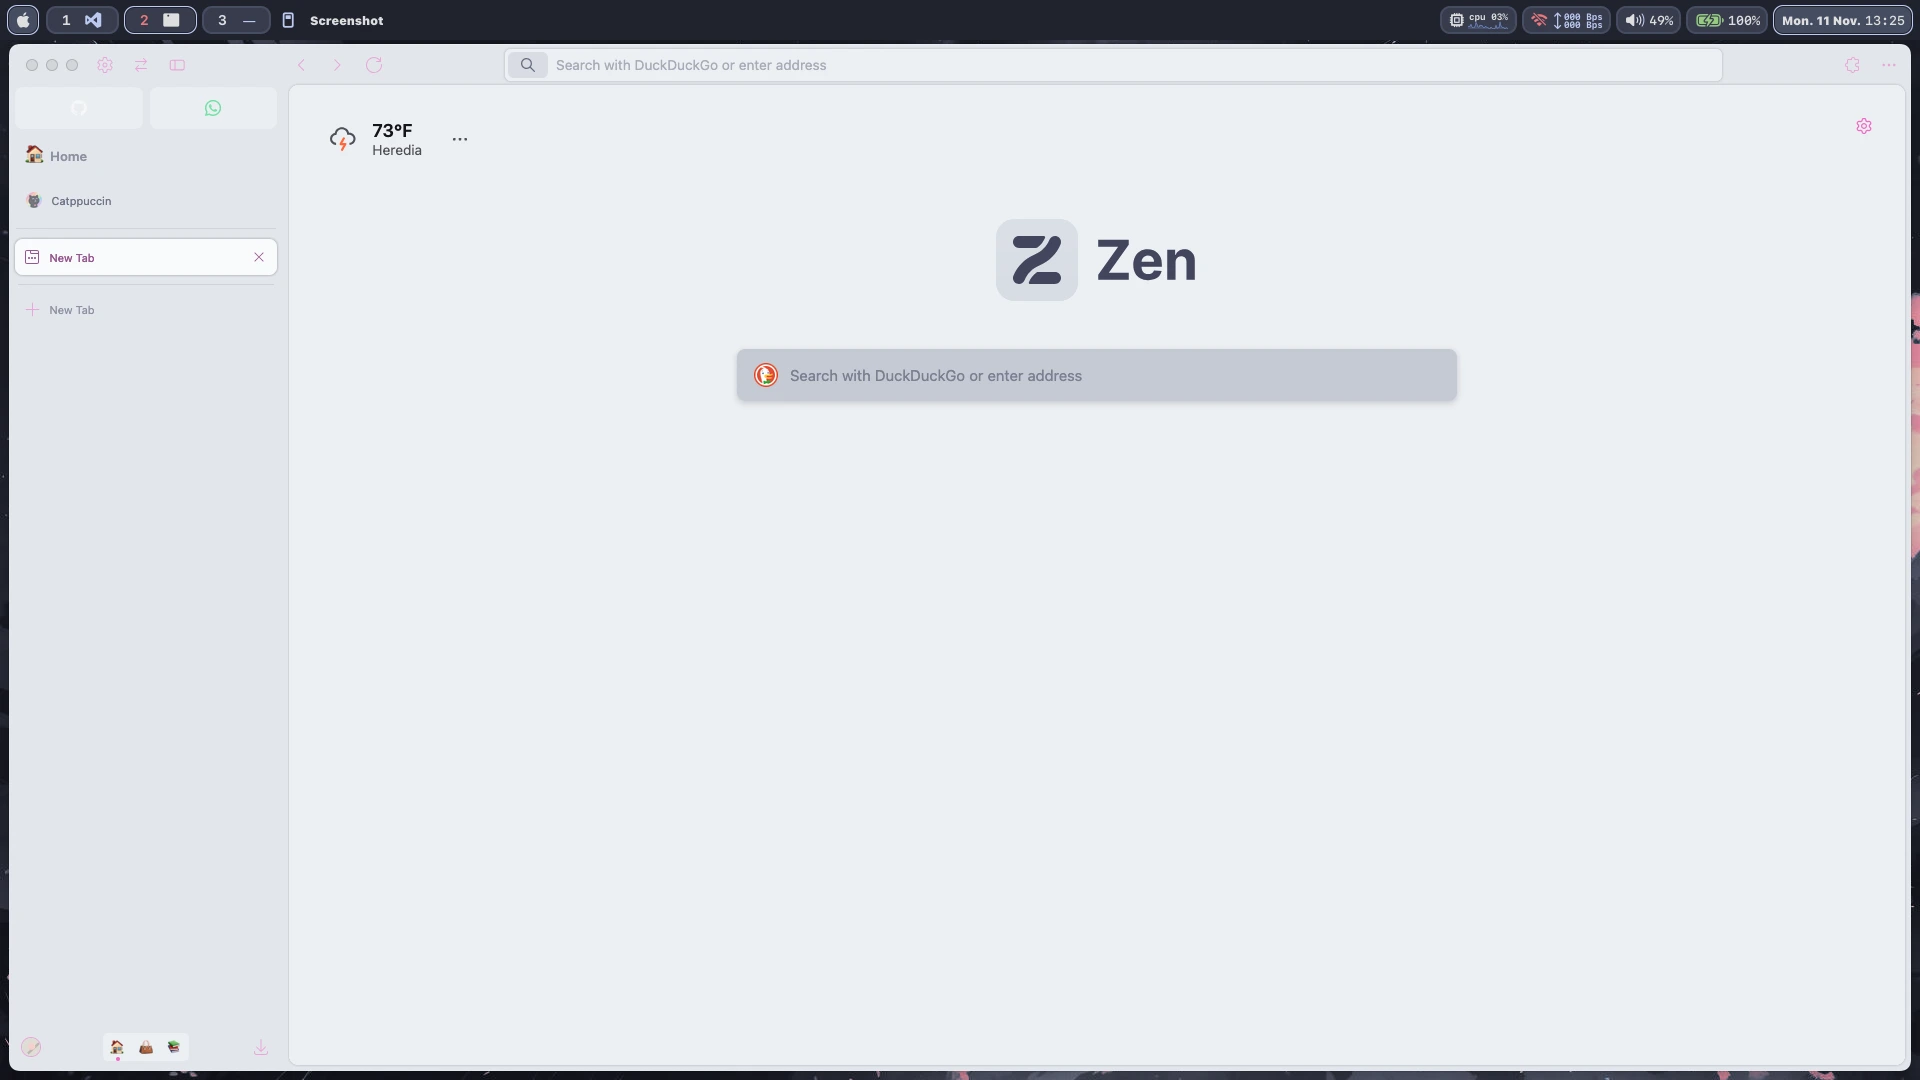 1 2 3 — Screenshot
cpu 03%
000 Bps
000 Bps
49%
100%
Mon. 11 Nov. 13:25
Search with DuckDuckGo or enter address
Home
Catppuccin
New Tab
New Tab
73°F
Heredia
Zen
Search with DuckDuckGo or enter address